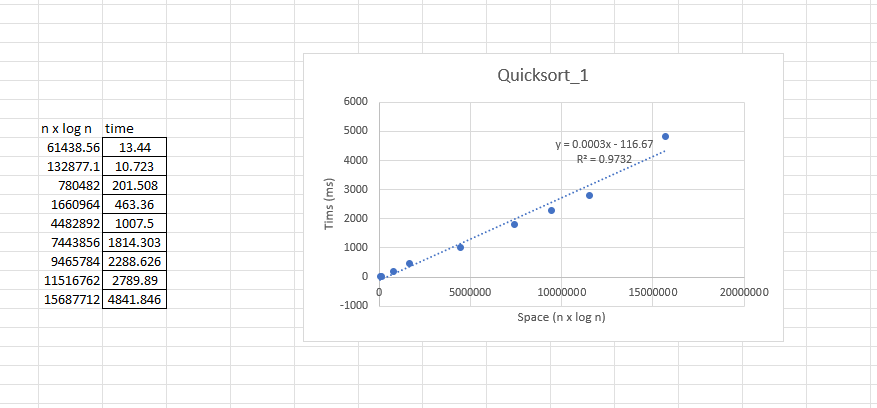 n x log n time
61438.56 13.44
132877.1 10.723
780482 201.508
1660964 463.36
4482892 1007.5
7443856 1814.303
9465784 2288.626
11516762 2789.89
15687712 4841.846
Quicksort_1
6000
5000
4000
3000
2000
1000
0
-1000
Tims (ms)
y = 0.0003x - 116.67
R² = 0.9732
0 5000000 10000000 15000000 20000000
Space (n x log n)